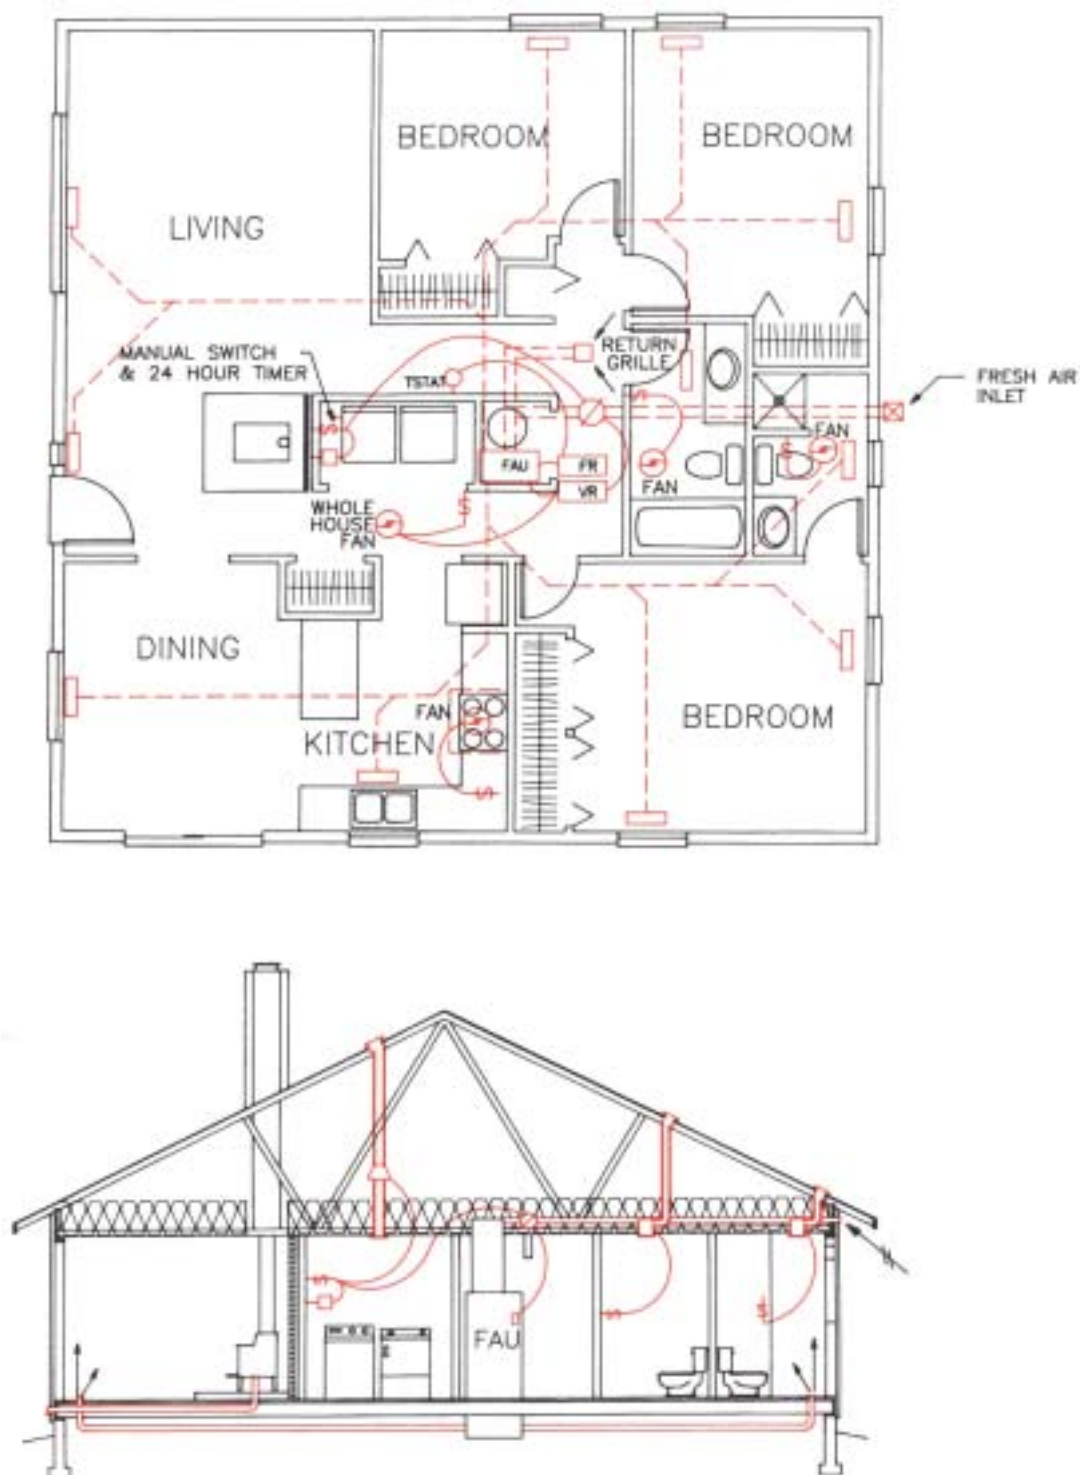 BEDROOM
BEDROOM
LIVING
MANUAL SWITCH
& 24 HOUR TIMER
TSTAT
RETURN
GRILLE
FRESH AIR
INLET
FAN
FAU
FR
VR
FAN
WHOLE
HOUSE
FAN
DINING
FAN
KITCHEN
BEDROOM
FAU